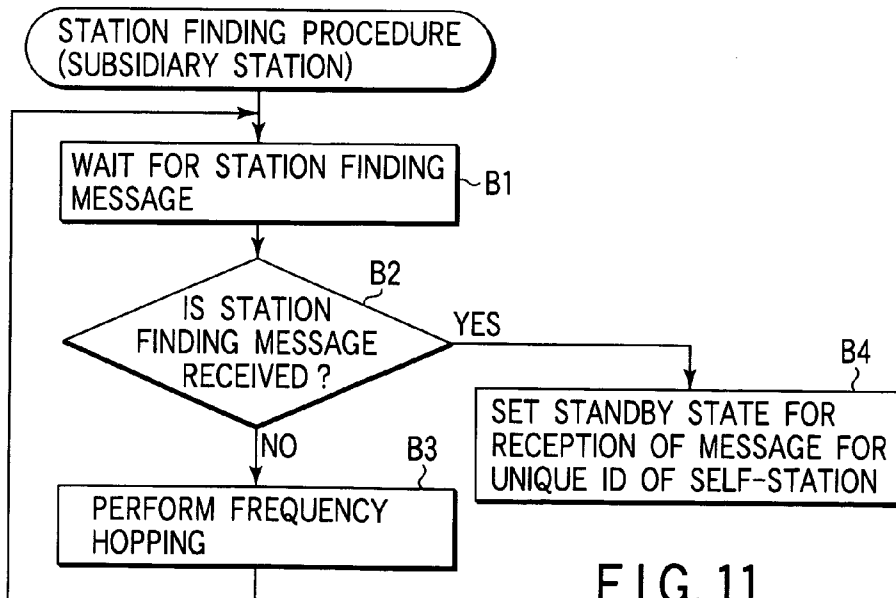 STATION FINDING PROCEDURE
(SUBSIDIARY STATION)
WAIT FOR STATION FINDING
MESSAGE
B1
B2
IS STATION
FINDING MESSAGE
RECEIVED ?
YES
B4
SET STANDBY STATE FOR
RECEPTION OF MESSAGE FOR
UNIQUE ID OF SELF-STATION
NO
B3
PERFORM FREQUENCY
HOPPING
FIG. 11